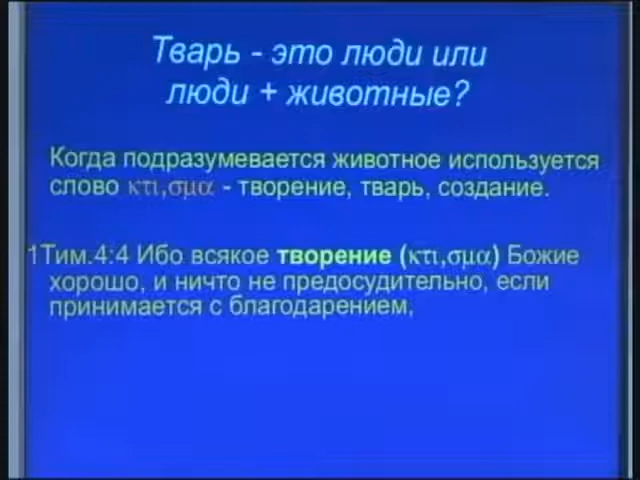 Тварь - это люди или
люди + животные?
Когда подразумевается животное используется
слово κτι,σμα - творение, тварь, создание.
1Тим.4:4 Ибо всякое творение (κτι,σμα) Божие
хорошо, и ничто не предосудительно, если
принимается с благодарением,